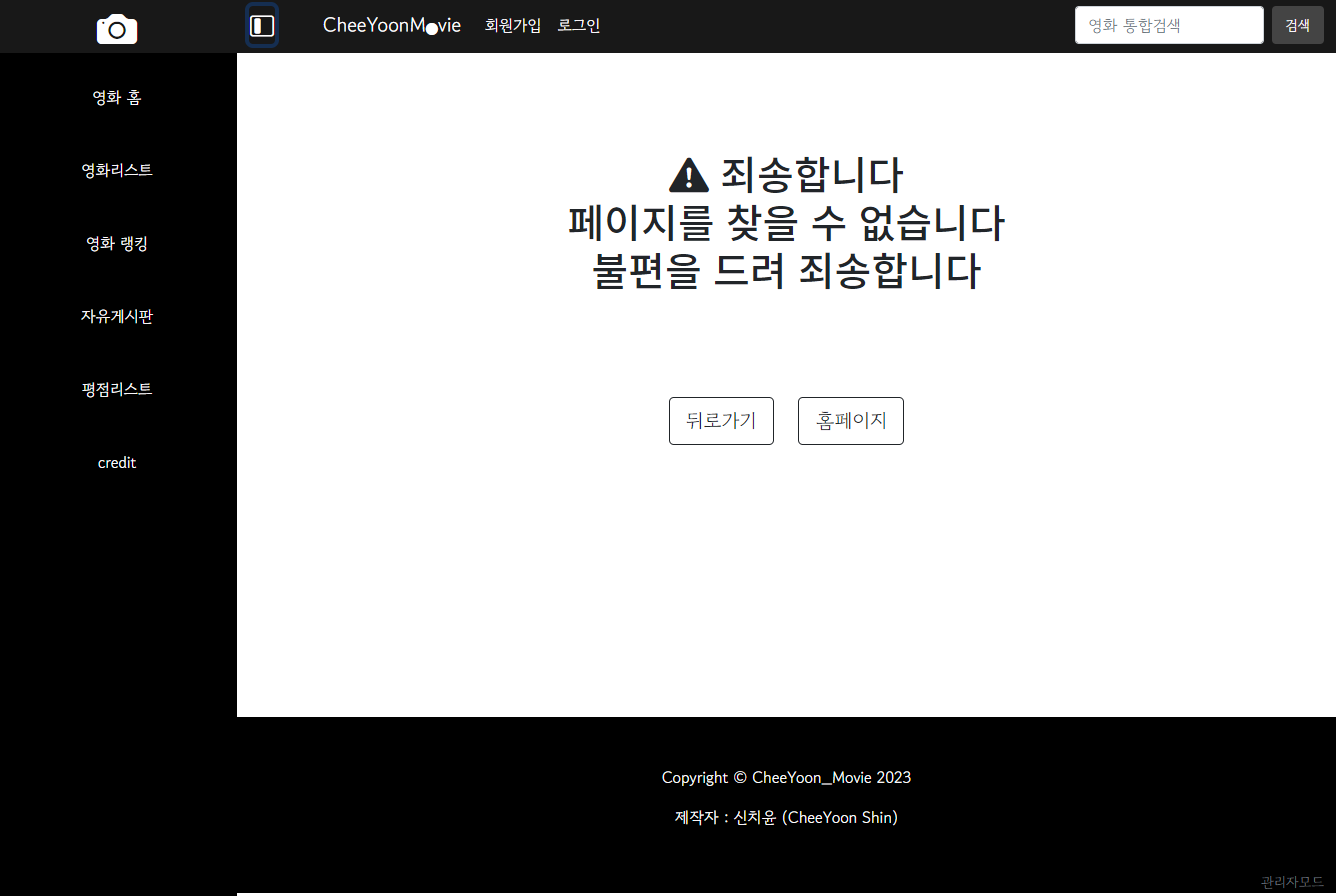 CheeYoonMovie 회원가입 로그인 영화 통합검색 검색
영화 홈
영화리스트
영화 랭킹
자유게시판
평점리스트
credit
죄송합니다
페이지를 찾을 수 없습니다
불편을 드려 죄송합니다
뒤로가기 홈페이지
Copyright © CheeYoon_Movie 2023
제작자 : 신치윤 (CheeYoon Shin)
관리자모드